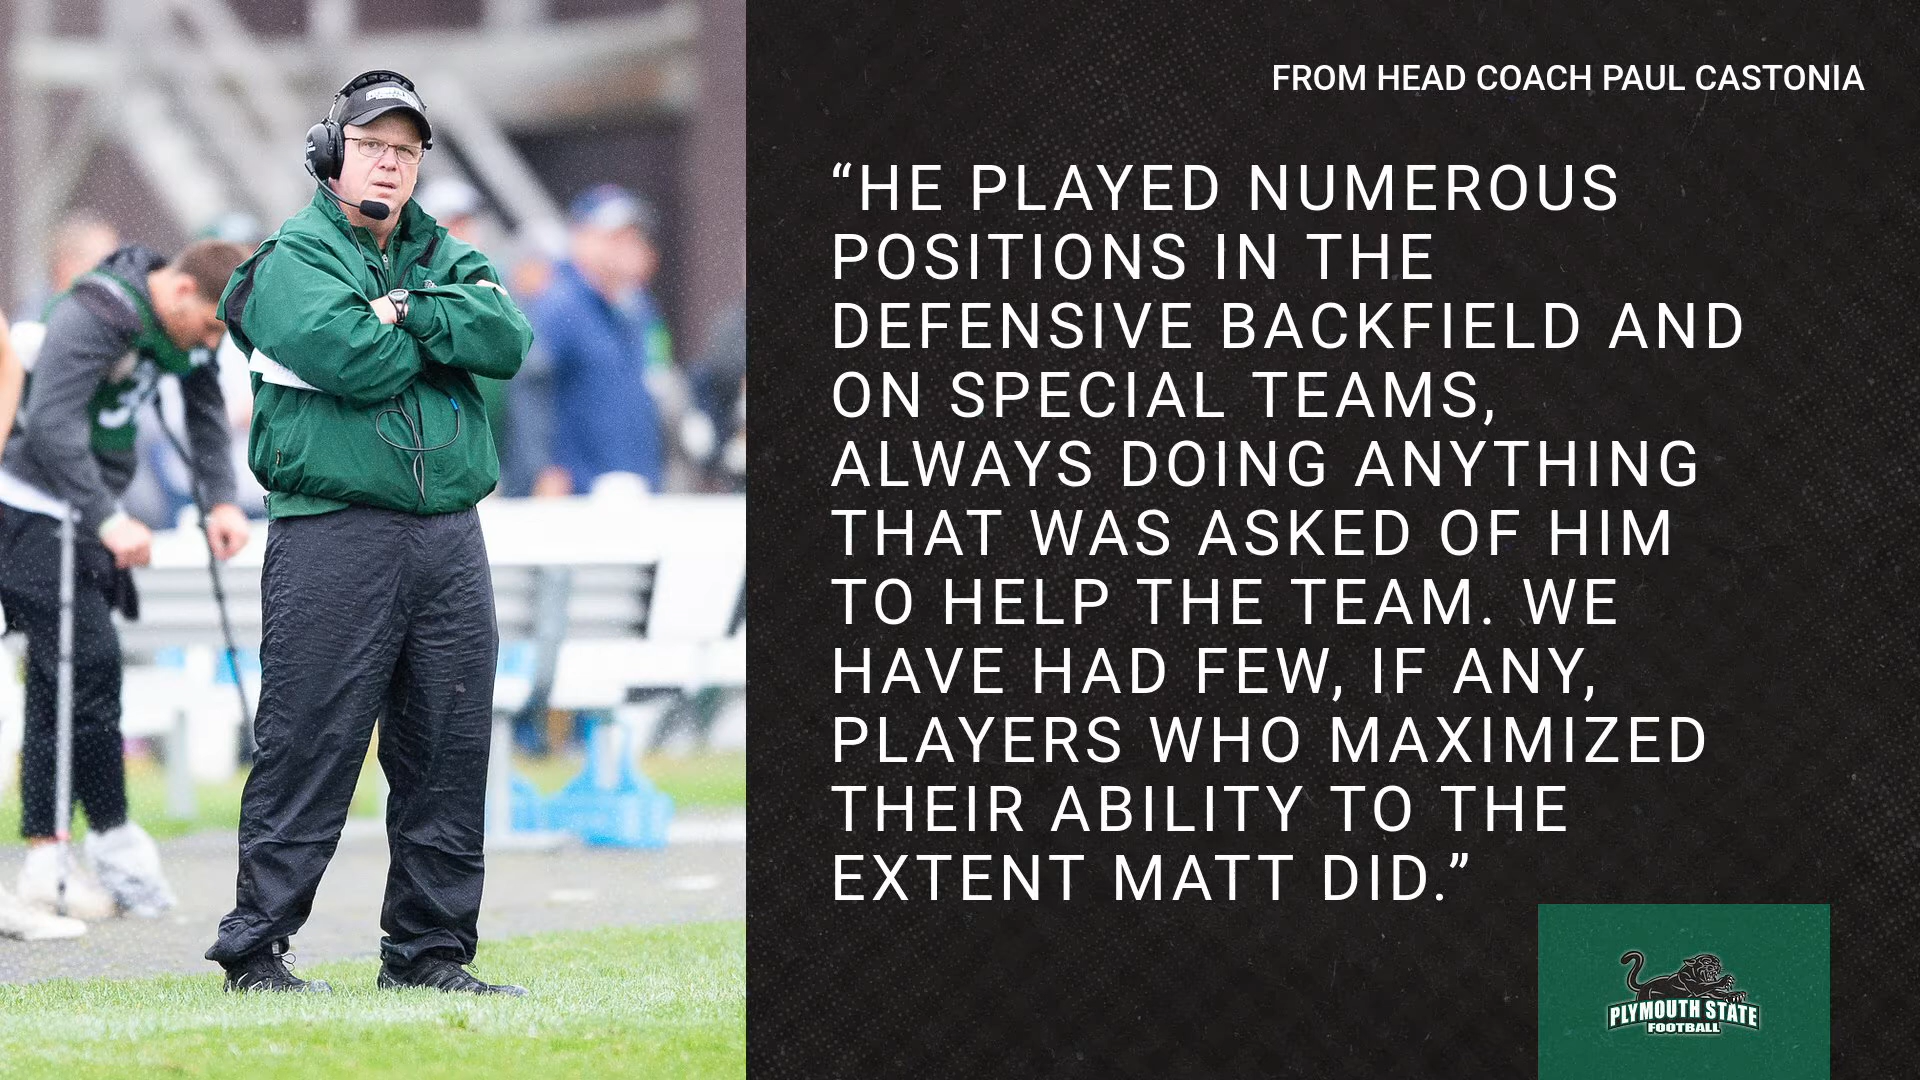 FROM HEAD COACH PAUL CASTONIA
“HE PLAYED NUMEROUS
POSITIONS IN THE
DEFENSIVE BACKFIELD AND
ON SPECIAL TEAMS,
ALWAYS DOING ANYTHING
THAT WAS ASKED OF HIM
TO HELP THE TEAM. WE
HAVE HAD FEW, IF ANY,
PLAYERS WHO MAXIMIZED
THEIR ABILITY TO THE
EXTENT MATT DID.”
PLYMOUTH STATE
FOOTBALL